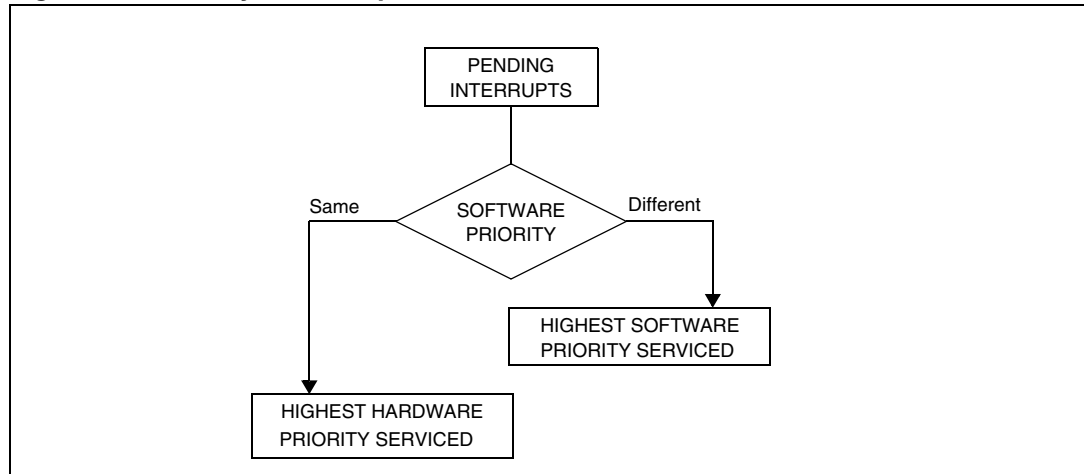 PENDING
INTERRUPTS
Same
SOFTWARE
PRIORITY
Different
HIGHEST SOFTWARE
PRIORITY SERVICED
HIGHEST HARDWARE
PRIORITY SERVICED